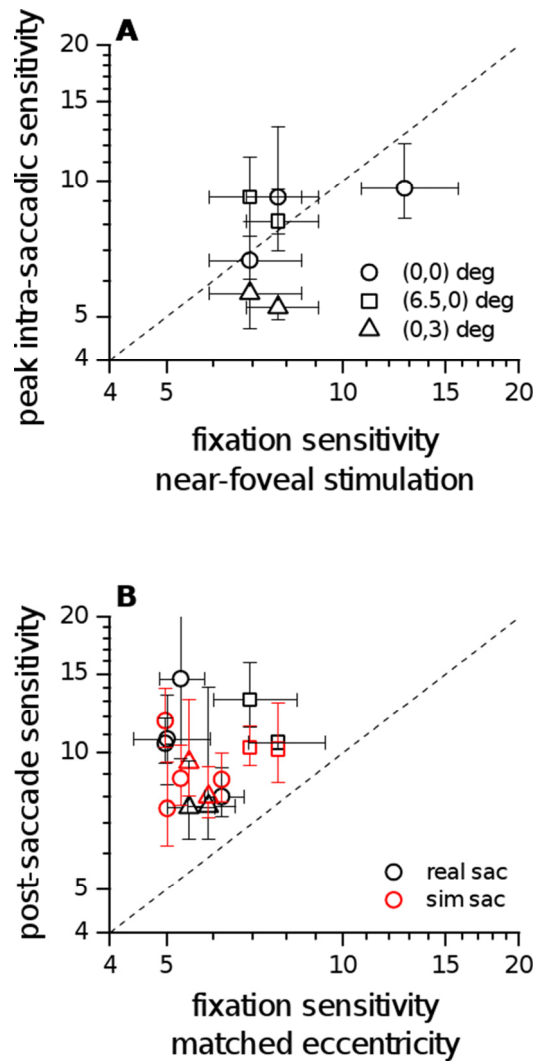 A
20
15
10
5
4
peak intra-saccadic sensitivity
(0,0) deg
(6.5,0) deg
(0,3) deg
4 5 10 15 20
fixation sensitivity
near-foveal stimulation
B
20
15
10
5
4
post-saccade sensitivity
real sac
sim sac
4 5 10 15 20
fixation sensitivity
matched eccentricity